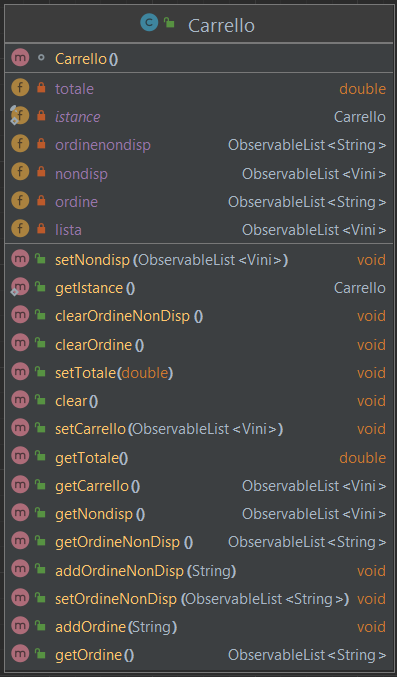 Carrello
Carrello()
totale double
istance Carrello
ordinenondisp ObservableList<String>
nondisp ObservableList<Vini>
ordine ObservableList<String>
lista ObservableList<Vini>
setNondisp(ObservableList<Vini>) void
getIstance() Carrello
clearOrdineNonDisp() void
clearOrdine() void
setTotale(double) void
clear() void
setCarrello(ObservableList<Vini>) void
getTotale() double
getCarrello() ObservableList<Vini>
getNondisp() ObservableList<Vini>
getOrdineNonDisp() ObservableList<String>
addOrdineNonDisp(String) void
setOrdineNonDisp(ObservableList<String>) void
addOrdine(String) void
getOrdine() ObservableList<String>